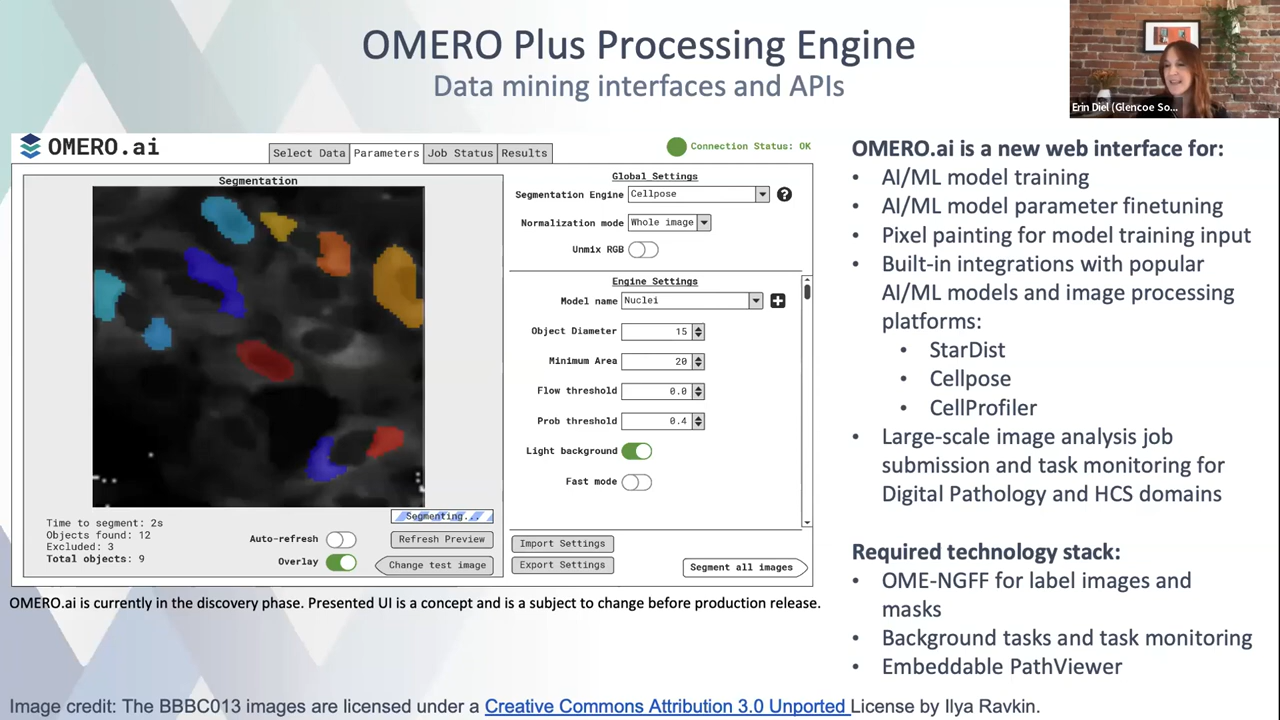 OMERO Plus Processing Engine
Data mining interfaces and APIs
Erin Diel (Glencoe So...
OMERO.ai
Select Data
Parameters
Job Status
Results
Connection Status: OK
Segmentation
Time to segment: 2s
Objects found: 12
Excluded: 3
Total objects: 9
Auto-refresh
Overlay
Segmenting...
Refresh Preview
Change test image
Global Settings
Segmentation Engine Cellpose ?
Normalization mode Whole image
Unmix RGB
Engine Settings
Model name Nuclei
Object Diameter 15
Minimum Area 20
Flow threshold 0.0
Prob threshold 0.4
Light background
Fast mode
Import Settings
Export Settings
Segment all images
OMERO.ai is currently in the discovery phase. Presented UI is a concept and is a subject to change before production release.
OMERO.ai is a new web interface for:
• AI/ML model training
• AI/ML model parameter finetuning
• Pixel painting for model training input
• Built-in integrations with popular
AI/ML models and image processing
platforms:
• StarDist
• Cellpose
• CellProfiler
• Large-scale image analysis job
submission and task monitoring for
Digital Pathology and HCS domains
Required technology stack:
• OME-NGFF for label images and
masks
• Background tasks and task monitoring
• Embeddable PathViewer
Image credit: The BBBC013 images are licensed under a Creative Commons Attribution 3.0 Unported License by Ilya Ravkin.